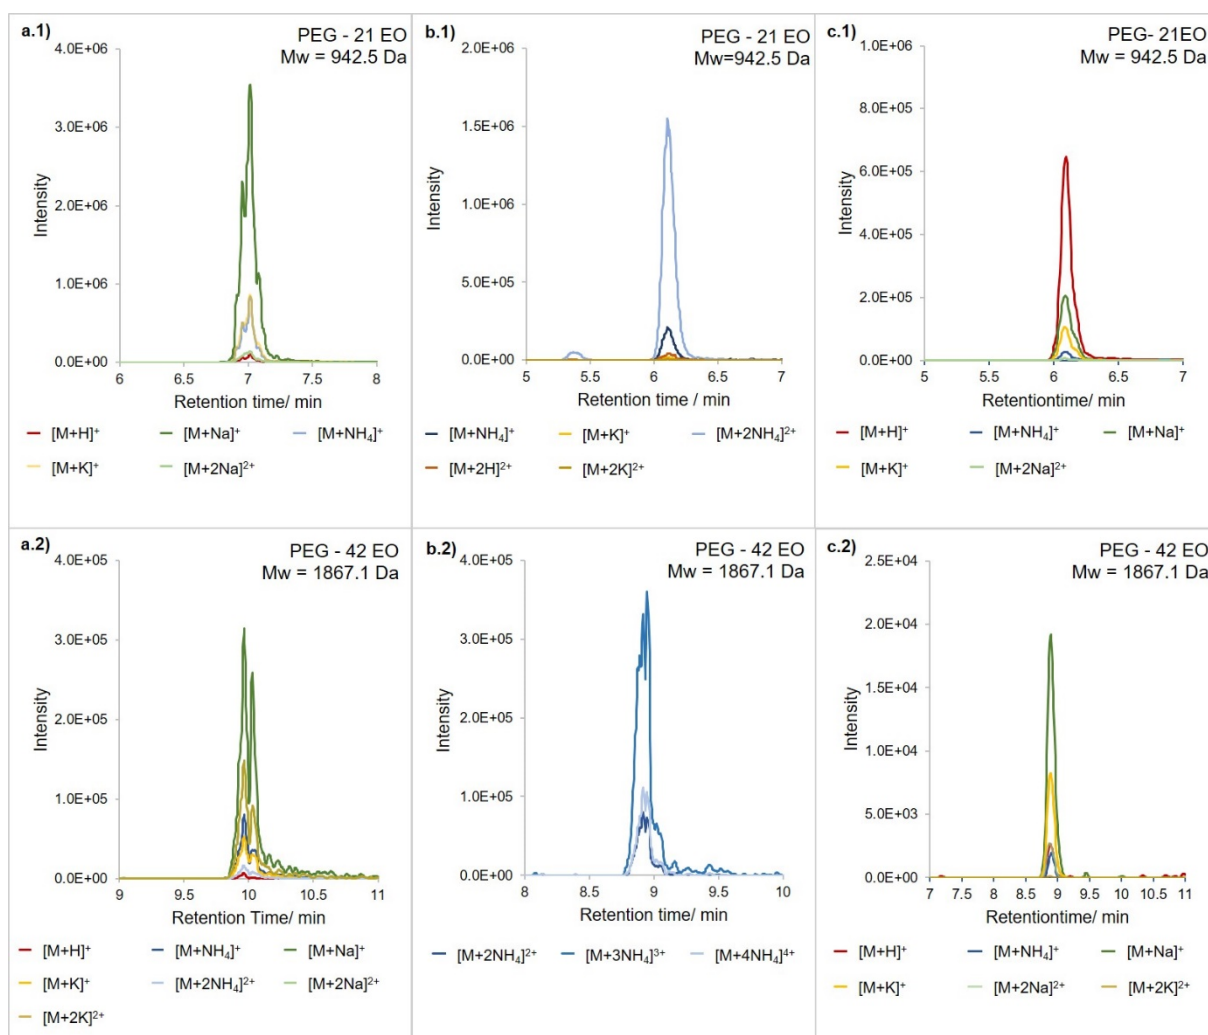 a.1)
PEG - 21 EO
Mw = 942.5 Da
4.0E+06
3.0E+06
2.0E+06
1.0E+06
0.0E+00
Intensity
6
6.5
7
7.5
8
Retention time/ min
[M+H]⁺
[M+Na]⁺
[M+NH₄]⁺
[M+K]⁺
[M+2Na]²⁺
b.1)
PEG - 21 EO
Mw=942.5 Da
2.0E+06
1.5E+06
1.0E+06
5.0E+05
0.0E+00
Intensity
5
5.5
6
6.5
7
Retention time / min
[M+NH₄]⁺
[M+K]⁺
[M+2NH₄]²⁺
[M+2H]²⁺
[M+2K]²⁺
c.1)
PEG- 21EO
Mw = 942.5 Da
1.0E+06
8.0E+05
6.0E+05
4.0E+05
2.0E+05
0.0E+00
Intensity
5
5.5
6
6.5
7
Retention time/ min
[M+H]⁺
[M+NH₄]⁺
[M+Na]⁺
[M+K]⁺
[M+2Na]²⁺
a.2)
PEG - 42 EO
Mw = 1867.1 Da
4.0E+05
3.0E+05
2.0E+05
1.0E+05
0.0E+00
Intensity
9
10
11
Retention Time/ min
[M+H]⁺
[M+NH₄]⁺
[M+Na]⁺
[M+K]⁺
[M+2NH₄]²⁺
[M+2Na]²⁺
[M+2K]²⁺
b.2)
PEG - 42 EO
Mw = 1867.1 Da
4.0E+05
3.0E+05
2.0E+05
1.0E+05
0.0E+00
Intensity
8
8.5
9
9.5
10
Retention Time/ min
[M+2NH₄]²⁺
[M+3NH₄]³⁺
[M+4NH₄]⁴⁺
c.2)
PEG - 42 EO
Mw = 1867.1 Da
2.5E+04
2.0E+04
1.5E+04
1.0E+04
5.0E+03
0.0E+00
Intensity
7
7.5
8
8.5
9
9.5
10
10.5
11
Retentiontime/ min
[M+H]⁺
[M+NH₄]⁺
[M+Na]⁺
[M+K]⁺
[M+2Na]²⁺
[M+2K]²⁺